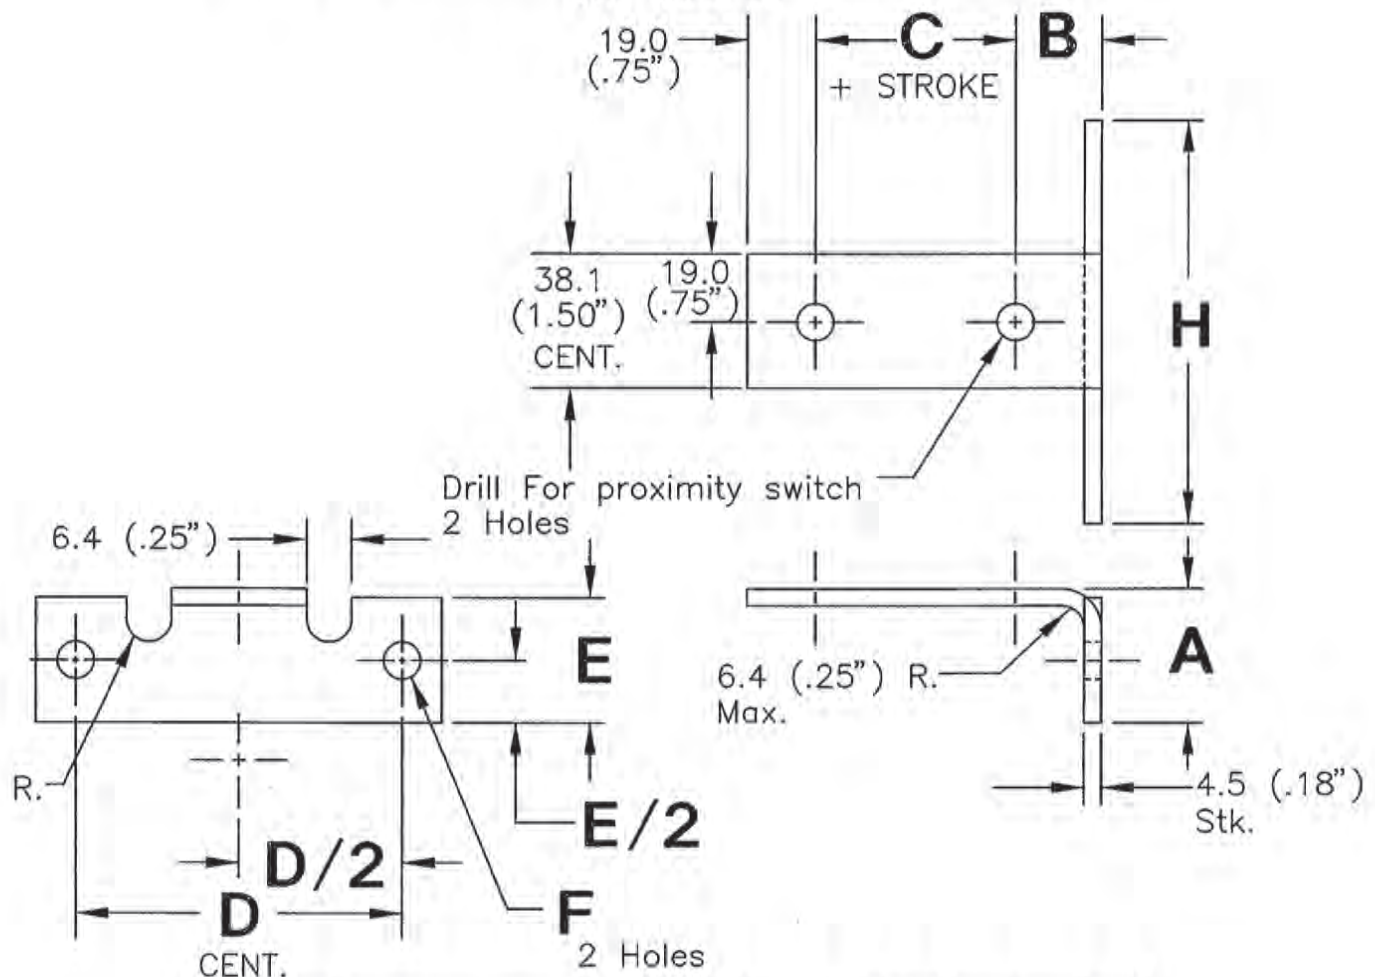 19.0
(.75")
C
B
+ STROKE
38.1
(1.50")
CENT.
19.0
(.75")
H
Drill For proximity switch
2 Holes
6.4 (.25")
E
A
6.4 (.25") R.
Max.
R.
4.5 (.18")
Stk.
E/2
D/2
D
CENT.
F
2 Holes